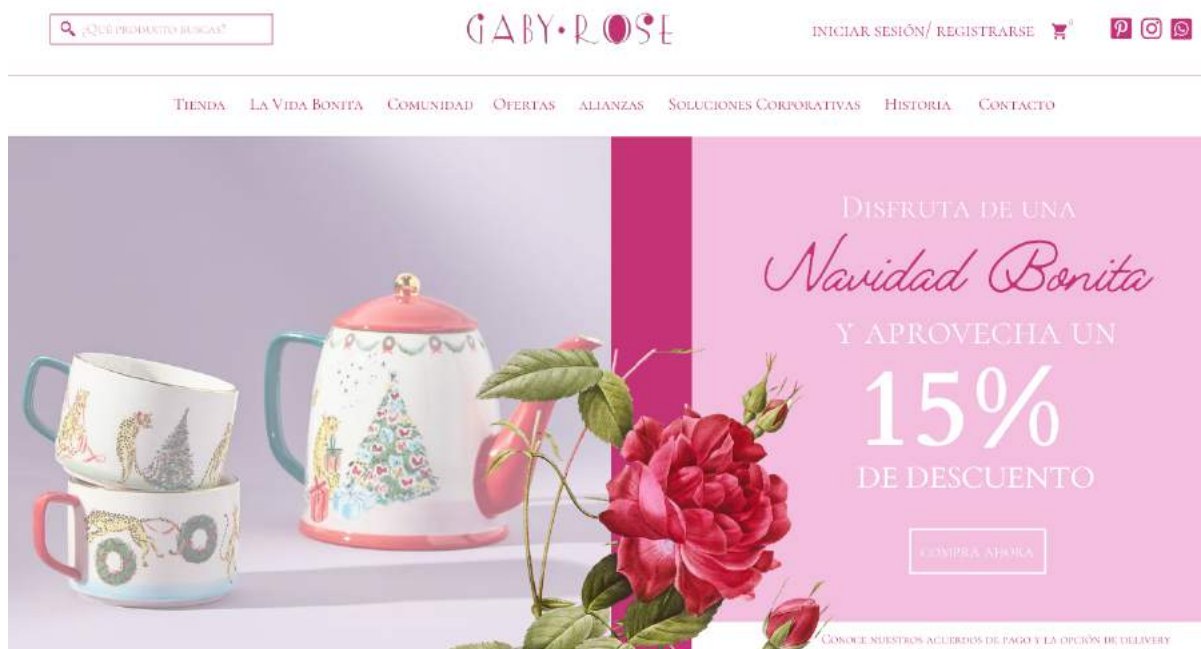 ¿QUÉ PRODUCTO BUSCAS?
GABY•ROSE
INICIAR SESIÓN/ REGISTRARSE
0
TIENDA LA VIDA BONITA COMUNIDAD OFERTAS ALIANZAS SOLUCIONES CORPORATIVAS HISTORIA CONTACTO
DISFRUTA DE UNA
Navidad Bonita
Y APROVECHA UN
15%
DE DESCUENTO
COMPRA AHORA
CONOCE NUESTROS ACUERDOS DE PAGO Y LA OPCIÓN DE DELIVERY